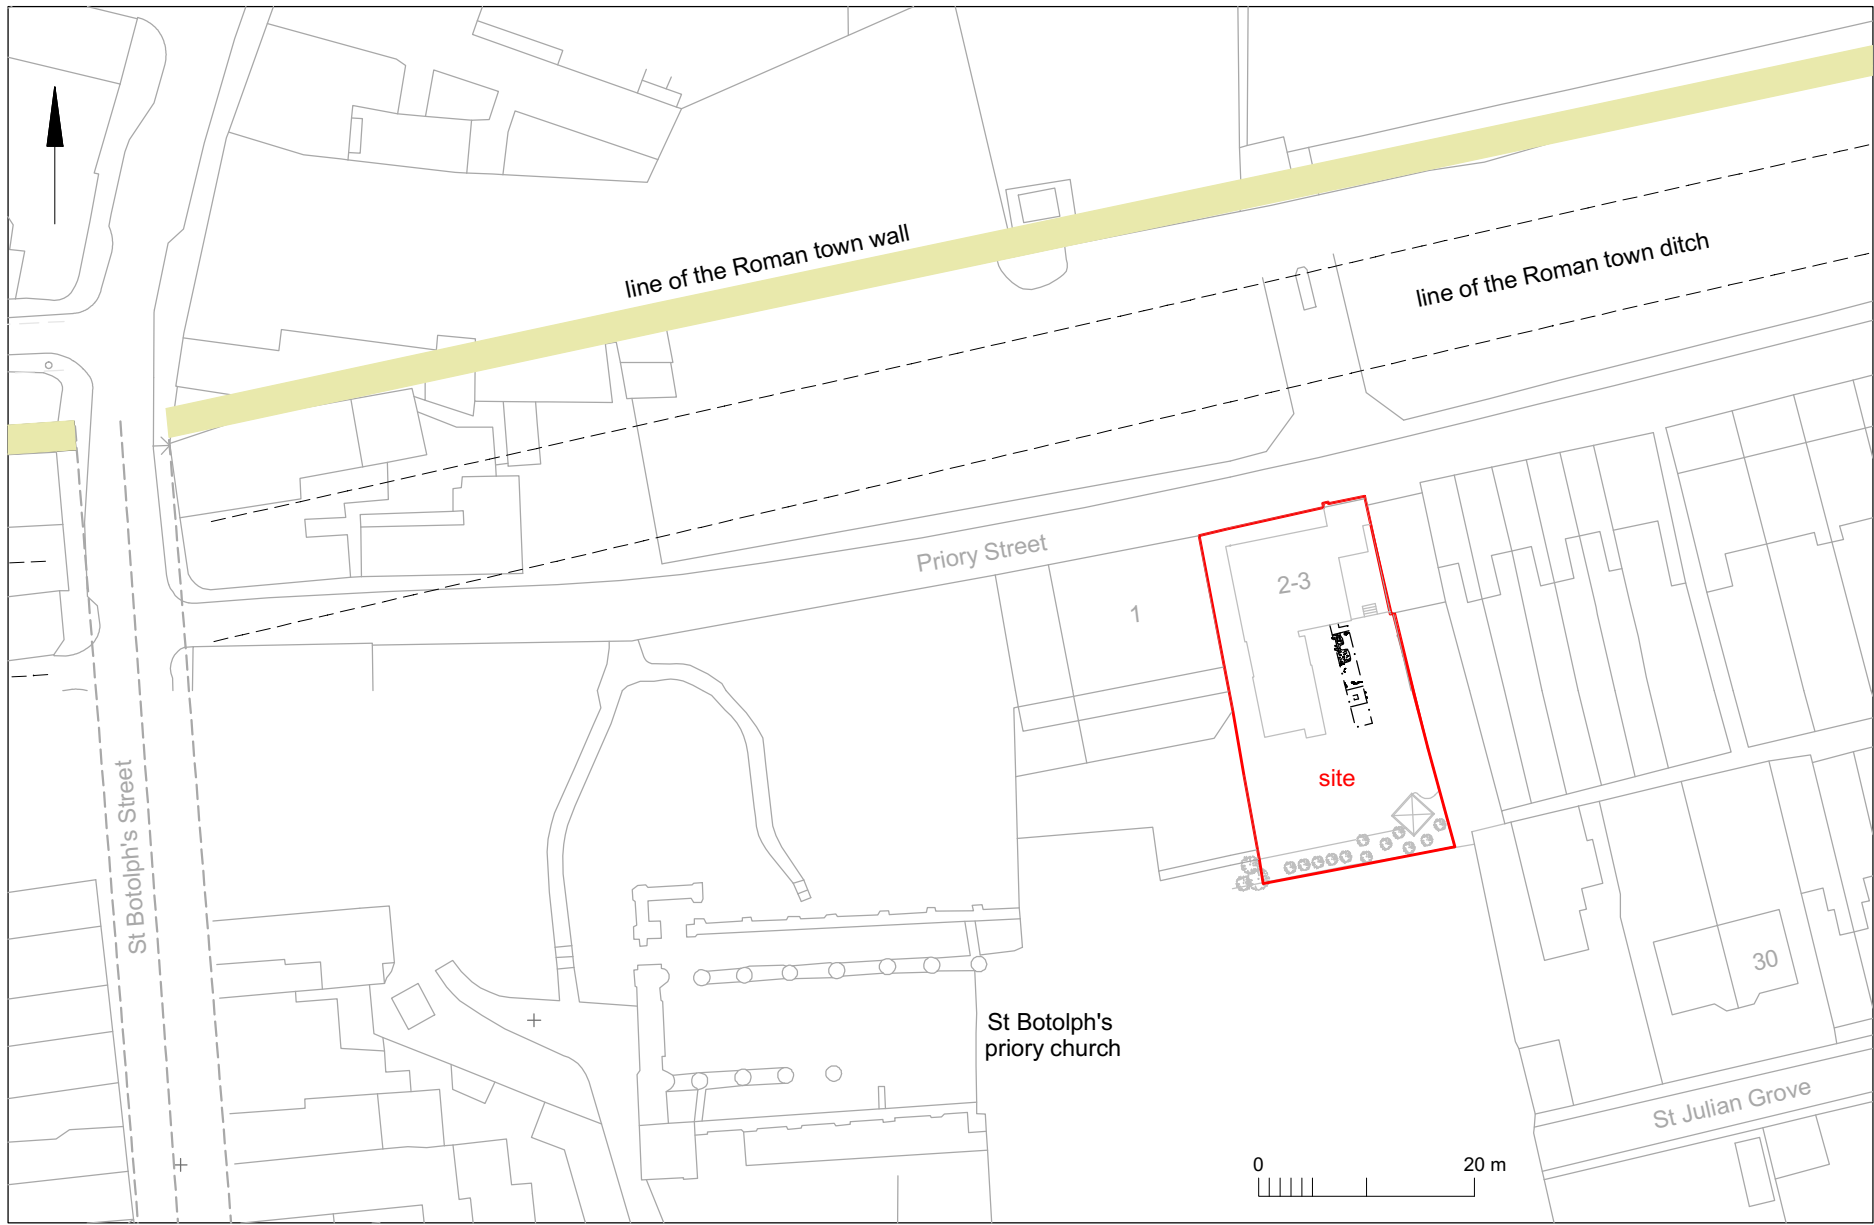 line of the Roman town wall
line of the Roman town ditch
Priory Street
2-3
1
site
St Botolph's Street
30
St Botolph's
priory church
St Julian Grove
0 20 m